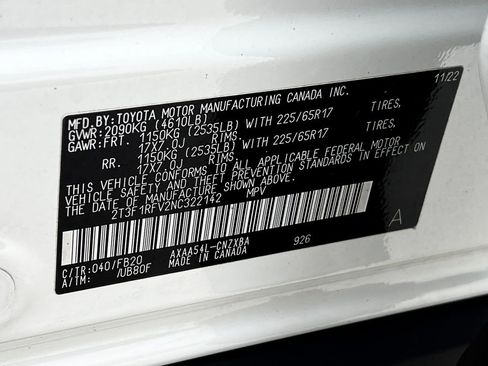 MFD.BY:TOYOTA MOTOR MANUFACTURING CANADA INC. 11/22
GVWR:2090KG (4610LB)
GAWR:FRT. 1150KG (2535LB) WITH 225/65R17 TIRES,
17X7.0J RIMS,
RR. 1150KG (2535LB) WITH 225/65R17 TIRES,
17X7.0J RIMS.
THIS VEHICLE CONFORMS TO ALL APPLICABLE FEDERAL MOTOR
VEHICLE SAFETY AND BUMPER STANDARDS IN EFFECT ON
THE DATE OF MANUFACTURE SHOWN ABOVE.
2T3F1RFV2NC322142 MPV
A
C/TR:040/FB20 AXAA54L-CNZXBA 926
A/TM: /UB80F MADE IN CANADA